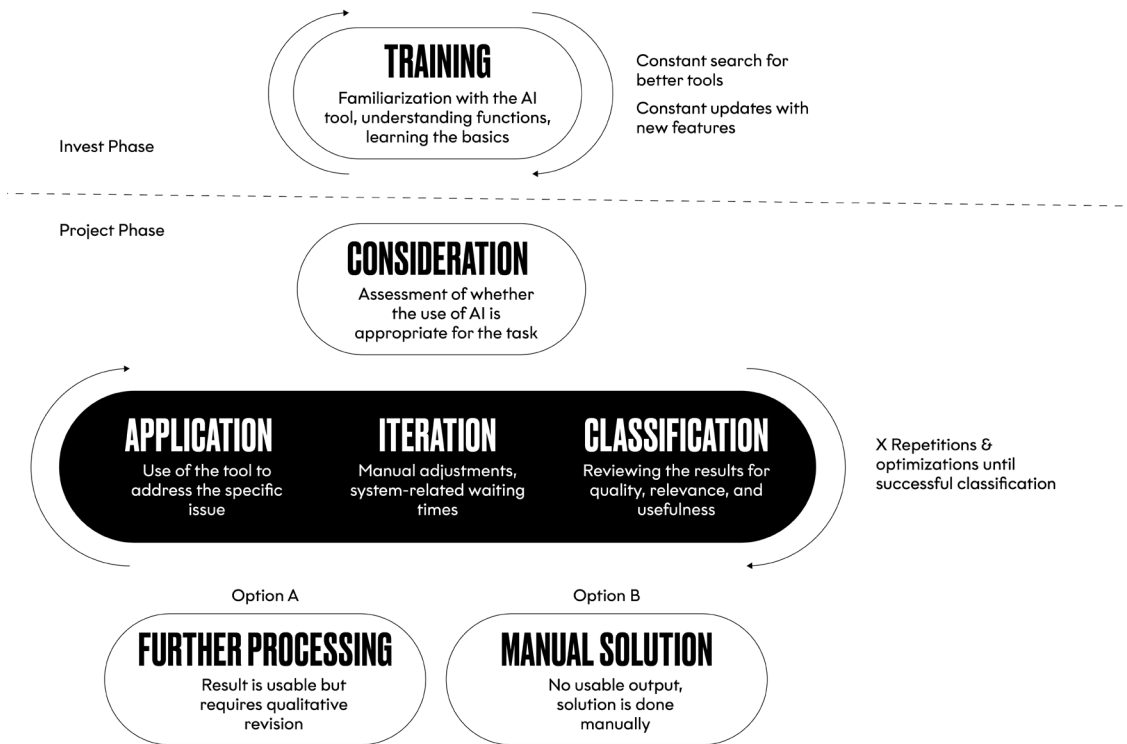 TRAINING
Familiarization with the AI
tool, understanding functions,
learning the basics
Constant search for
better tools
Constant updates with
new features
Invest Phase
Project Phase
CONSIDERATION
Assessment of whether
the use of AI is
appropriate for the task
APPLICATION
Use of the tool to
address the specific
issue
ITERATION
Manual adjustments,
system-related waiting
times
CLASSIFICATION
Reviewing the results for
quality, relevance, and
usefulness
X Repetitions &
optimizations until
successful classification
Option A
FURTHER PROCESSING
Result is usable but
requires qualitative
revision
Option B
MANUAL SOLUTION
No usable output,
solution is done
manually